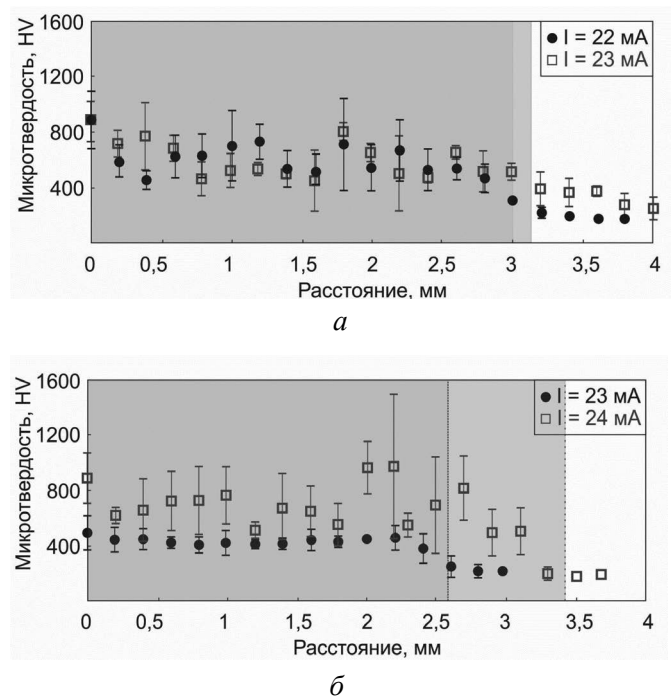 1600
1200
800
400
Микротвердость, HV
I = 22 мА
I = 23 мА
0 0,5 1 1,5 2 2,5 3 3,5 4
Расстояние, мм
а
1600
1200
800
400
Микротвердость, HV
I = 23 мА
I = 24 мА
0 0,5 1 1,5 2 2,5 3 3,5 4
Расстояние, мм
б